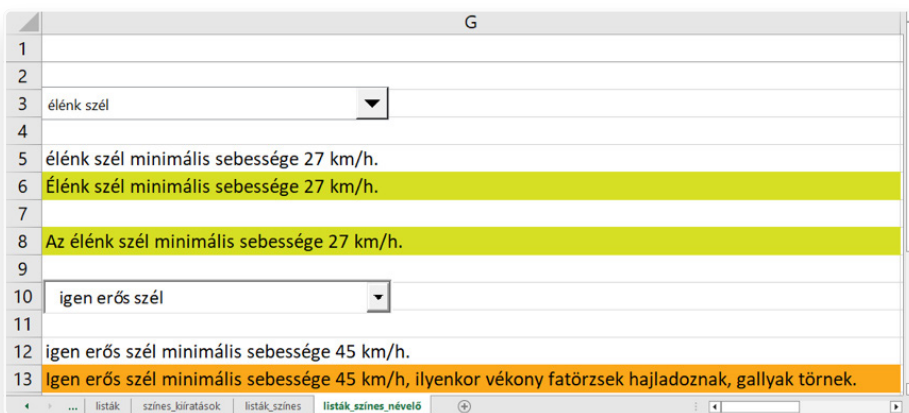 G
1
2
3 élénk szél
4
5 élénk szél minimális sebessége 27 km/h.
6 Élénk szél minimális sebessége 27 km/h.
7
8 Az élénk szél minimális sebessége 27 km/h.
9
10 igen erős szél
11
12 igen erős szél minimális sebessége 45 km/h.
13 Igen erős szél minimális sebessége 45 km/h, ilyenkor vékony fatörzsek hajladoznak, gallyak törnek.
... listák színes_kiíratások listák_színes listák_színes_névelő